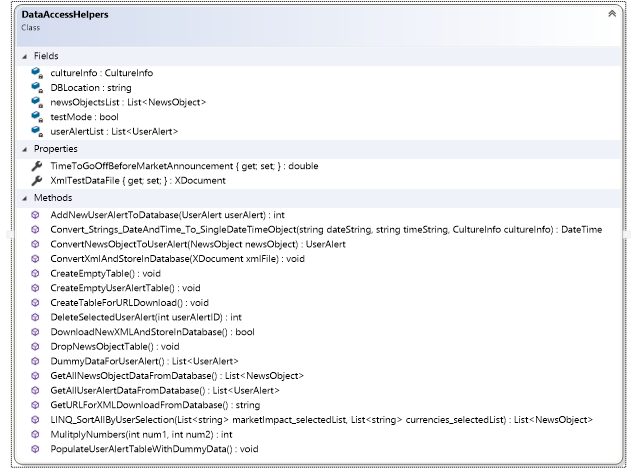 DataAccessHelpers
Class
Fields
cultureInfo : CultureInfo
DBLocation : string
newsObjectsList : List<NewsObject>
testMode : bool
userAlertList : List<UserAlert>
Properties
TimeToGoOffBeforeMarketAnnouncement { get; set; } : double
XmlTestDataFile { get; set; } : XDocument
Methods
AddNewUserAlertToDatabase(UserAlert userAlert) : int
Convert_Strings_DateAndTime_To_SingleDateTimeObject(string dateString, string timeString, CultureInfo cultureInfo) : DateTime
ConvertNewsObjectToUserAlert(NewsObject newsObject) : UserAlert
ConvertXmlAndStoreInDatabase(XDocument xmlFile) : void
CreateEmptyTable() : void
CreateEmptyUserAlertTable() : void
CreateTableForURLDownload() : void
DeleteSelectedUserAlert(int userAlertID) : int
DownloadNewXMLAndStoreInDatabase() : bool
DropNewsObjectTable() : void
DummyDataForUserAlert() : List<UserAlert>
GetAllNewsObjectDataFromDatabase() : List<NewsObject>
GetAllUserAlertDataFromDatabase() : List<UserAlert>
GetURLForXMLDownloadFromDatabase() : string
LINQ_SortAllByUserSelection(List<string> marketImpact_selectedList, List<string> currencies_selectedList) : List<NewsObject>
MulitplyNumbers(int num1, int num2) : int
PopulateUserAlertTableWithDummyData() : void